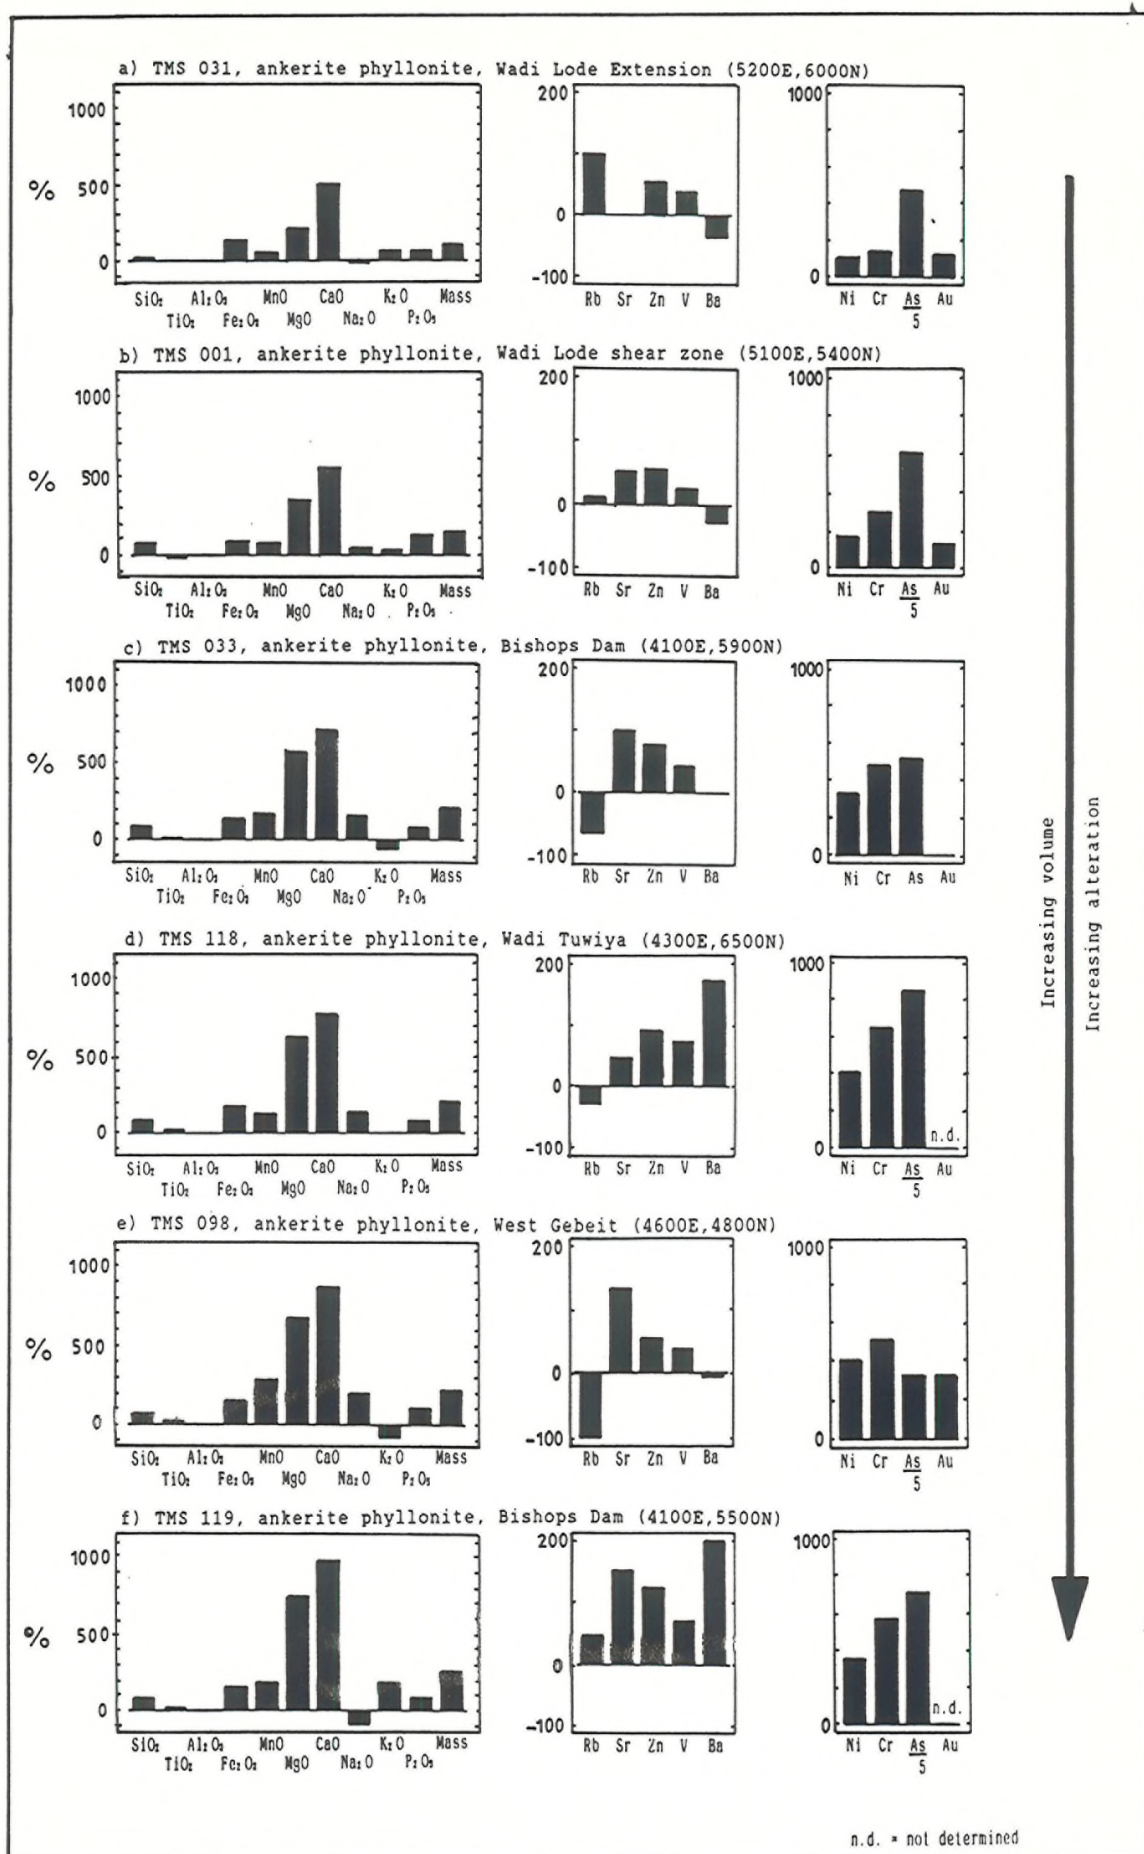 a) TMS 031, ankerite phyllonite, Wadi Lode Extension (5200E,6000N)
1000
% 500
0
SiO₂ Al₂O₃ MnO CaO K₂O Mass
TiO₂ Fe₂O₃ MgO Na₂O P₂O₅
200
0
-100
Rb Sr Zn V Ba
1000
0
Ni Cr As Au
5
b) TMS 001, ankerite phyllonite, Wadi Lode shear zone (5100E,5400N)
1000
% 500
0
SiO₂ Al₂O₃ MnO CaO K₂O Mass
TiO₂ Fe₂O₃ MgO Na₂O P₂O₅
200
0
-100
Rb Sr Zn V Ba
1000
0
Ni Cr As Au
5
c) TMS 033, ankerite phyllonite, Bishops Dam (4100E,5900N)
1000
% 500
0
SiO₂ Al₂O₃ MnO CaO K₂O Mass
TiO₂ Fe₂O₃ MgO Na₂O P₂O₅
200
0
-100
Rb Sr Zn V Ba
1000
0
Ni Cr As Au
d) TMS 118, ankerite phyllonite, Wadi Tuwiya (4300E,6500N)
1000
% 500
0
SiO₂ Al₂O₃ MnO CaO K₂O Mass
TiO₂ Fe₂O₃ MgO Na₂O P₂O₅
200
0
-100
Rb Sr Zn V Ba
1000
0
n.d.
Ni Cr As Au
5
e) TMS 098, ankerite phyllonite, West Gebeit (4600E,4800N)
1000
% 500
0
SiO₂ Al₂O₃ MnO CaO K₂O Mass
TiO₂ Fe₂O₃ MgO Na₂O P₂O₅
200
0
-100
Rb Sr Zn V Ba
1000
0
Ni Cr As Au
5
f) TMS 119, ankerite phyllonite, Bishops Dam (4100E,5500N)
1000
% 500
0
SiO₂ Al₂O₃ MnO CaO K₂O Mass
TiO₂ Fe₂O₃ MgO Na₂O P₂O₅
200
0
-100
Rb Sr Zn V Ba
1000
0
n.d.
Ni Cr As Au
5
Increasing volume
Increasing alteration
n.d. = not determined